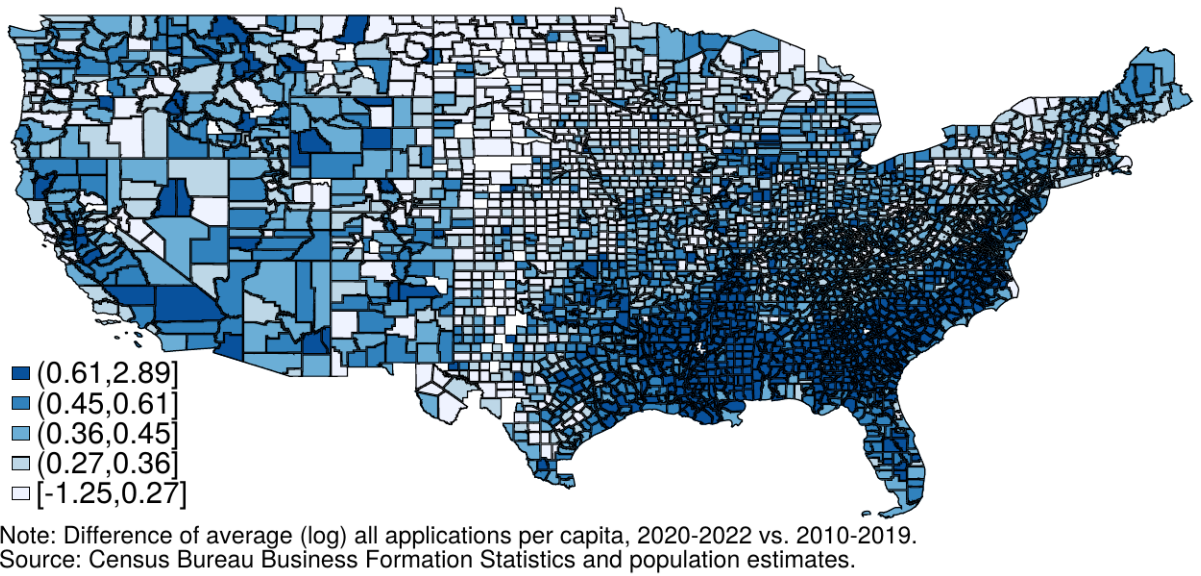 (0.61,2.89]
(0.45,0.61]
(0.36,0.45]
(0.27,0.36]
[-1.25,0.27]
Note: Difference of average (log) all applications per capita, 2020-2022 vs. 2010-2019.
Source: Census Bureau Business Formation Statistics and population estimates.